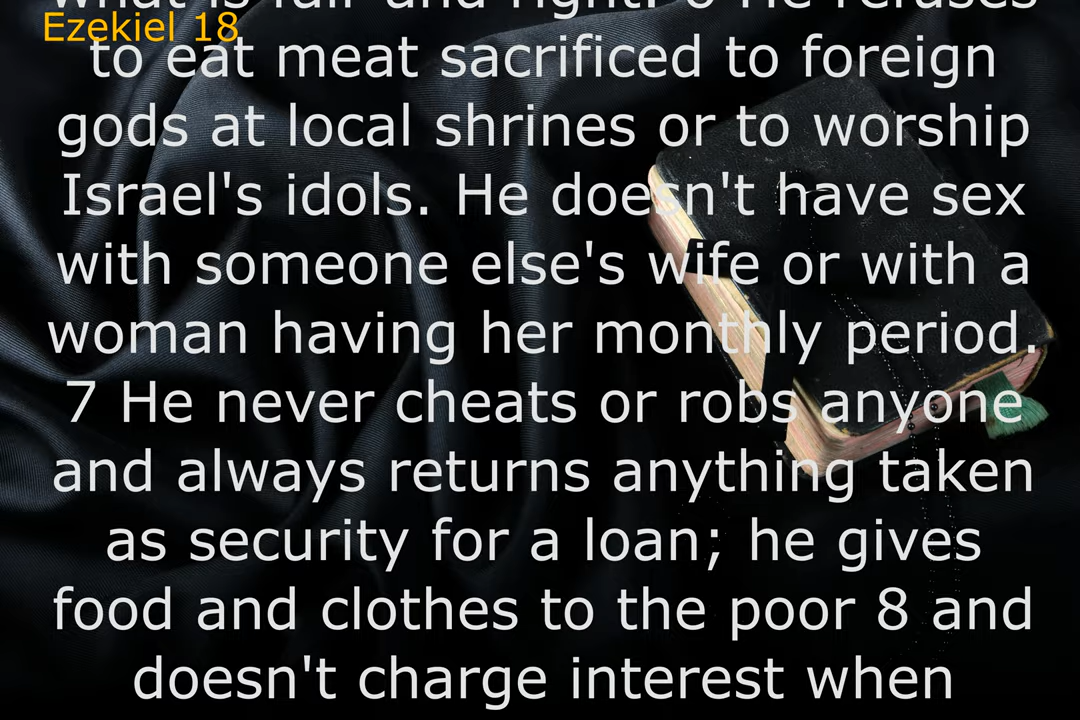 what is fair and right. 6 He refuses
Ezekiel 18
to eat meat sacrificed to foreign
gods at local shrines or to worship
Israel's idols. He doesn't have sex
with someone else's wife or with a
woman having her monthly period.
7 He never cheats or robs anyone
and always returns anything taken
as security for a loan; he gives
food and clothes to the poor 8 and
doesn't charge interest when